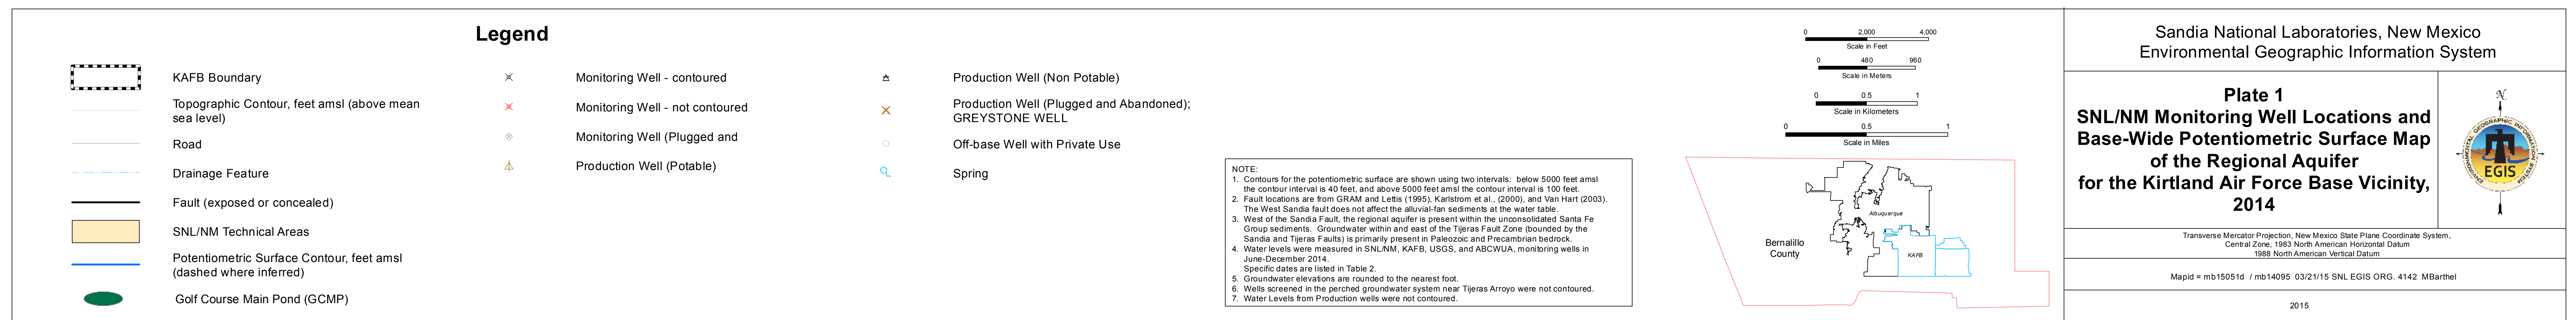 Legend
KAFB Boundary
Topographic Contour, feet amsl (above mean
sea level)
Road
Drainage Feature
Fault (exposed or concealed)
SNL/NM Technical Areas
Potentiometric Surface Contour, feet amsl
(dashed where inferred)
Golf Course Main Pond (GCMP)
Monitoring Well - contoured
Monitoring Well - not contoured
Monitoring Well (Plugged and
Production Well (Potable)
Production Well (Non Potable)
Production Well (Plugged and Abandoned);
GREYSTONE WELL
Off-base Well with Private Use
Spring
NOTE:
1. Contours for the potentiometric surface are shown using two intervals: below 5000 feet amsl
the contour interval is 40 feet, and above 5000 feet amsl the contour interval is 100 feet.
2. Fault locations are from GRAM and Lettis (1995), Karlstrom et al., (2000), and Van Hart (2003).
The West Sandia fault does not affect the alluvial-fan sediments at the water table.
3. West of the Sandia Fault, the regional aquifer is present within the unconsolidated Santa Fe
Group sediments. Groundwater within and east of the Tijeras Fault Zone (bounded by the
Sandia and Tijeras Faults) is primarily present in Paleozoic and Precambrian bedrock.
4. Water levels were measured in SNL/NM, KAFB, USGS, and ABCWUA, monitoring wells in
June-December 2014.
Specific dates are listed in Table 2.
5. Groundwater elevations are rounded to the nearest foot.
6. Wells screened in the perched groundwater system near Tijeras Arroyo were not contoured.
7. Water Levels from Production wells were not contoured.
0 2,000 4,000
Scale in Feet
0 480 960
Scale in Meters
0 0.5 1
Scale in Kilometers
0 0.5 1
Scale in Miles
Albuquerque
Bernalillo
County
KAFB
Sandia National Laboratories, New Mexico
Environmental Geographic Information System
Plate 1
SNL/NM Monitoring Well Locations and
Base-Wide Potentiometric Surface Map
of the Regional Aquifer
for the Kirtland Air Force Base Vicinity,
2014
N
ENVIRONMENTAL GEOGRAPHIC INFORMATION SYSTEM
EGIS
Transverse Mercator Projection, New Mexico State Plane Coordinate System,
Central Zone, 1983 North American Horizontal Datum
1988 North American Vertical Datum
Mapid = mb15051d / mb14095 03/21/15 SNL EGIS ORG. 4142 MBarthel
2015